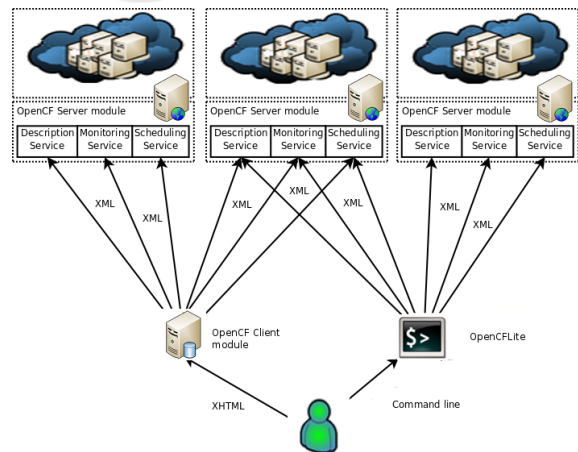 OpenCF Server module
OpenCF Server module
OpenCF Server module
Description Service
Monitoring Service
Scheduling Service
Description Service
Monitoring Service
Scheduling Service
Description Service
Monitoring Service
Scheduling Service
XML
XML
XML
XML
XML
XML
XML
OpenCF Client
module
$>
OpenCFLite
XHTML
Command line